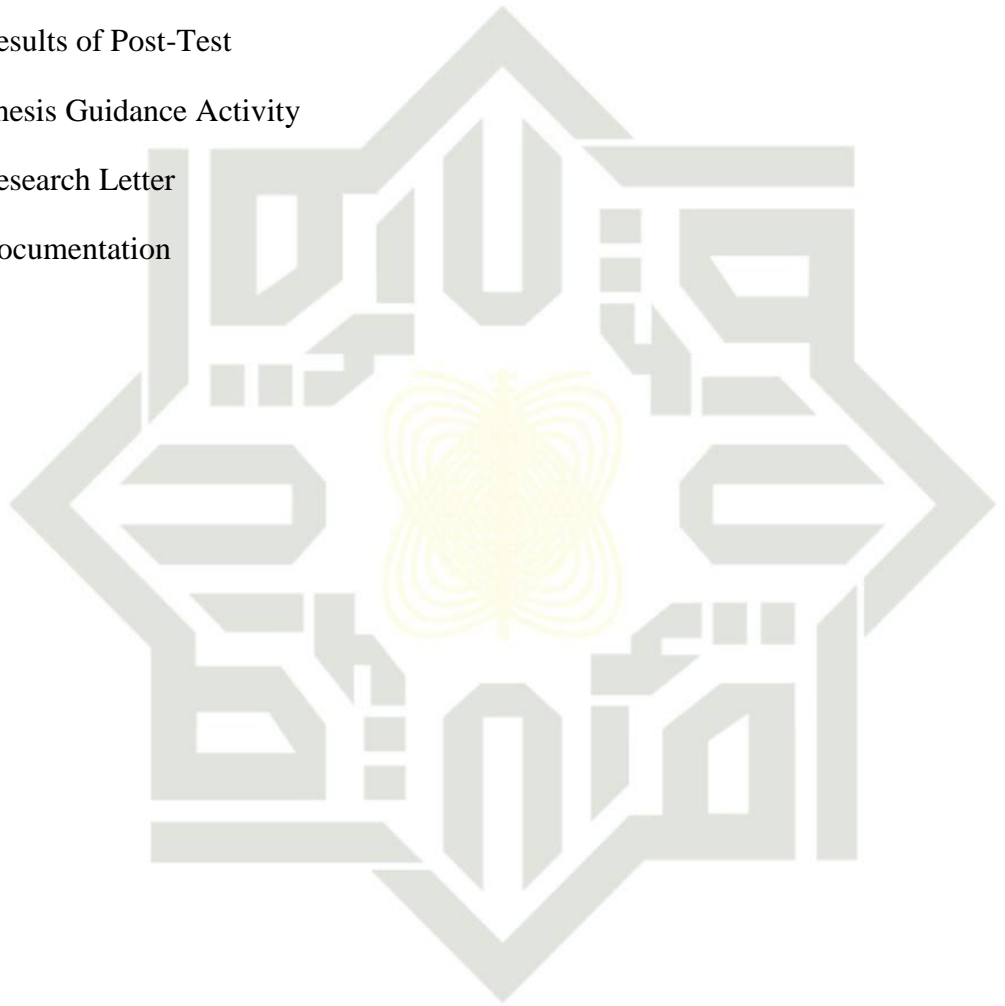 esults of Post-Test
hesis Guidance Activity
esearch Letter
ocumentation